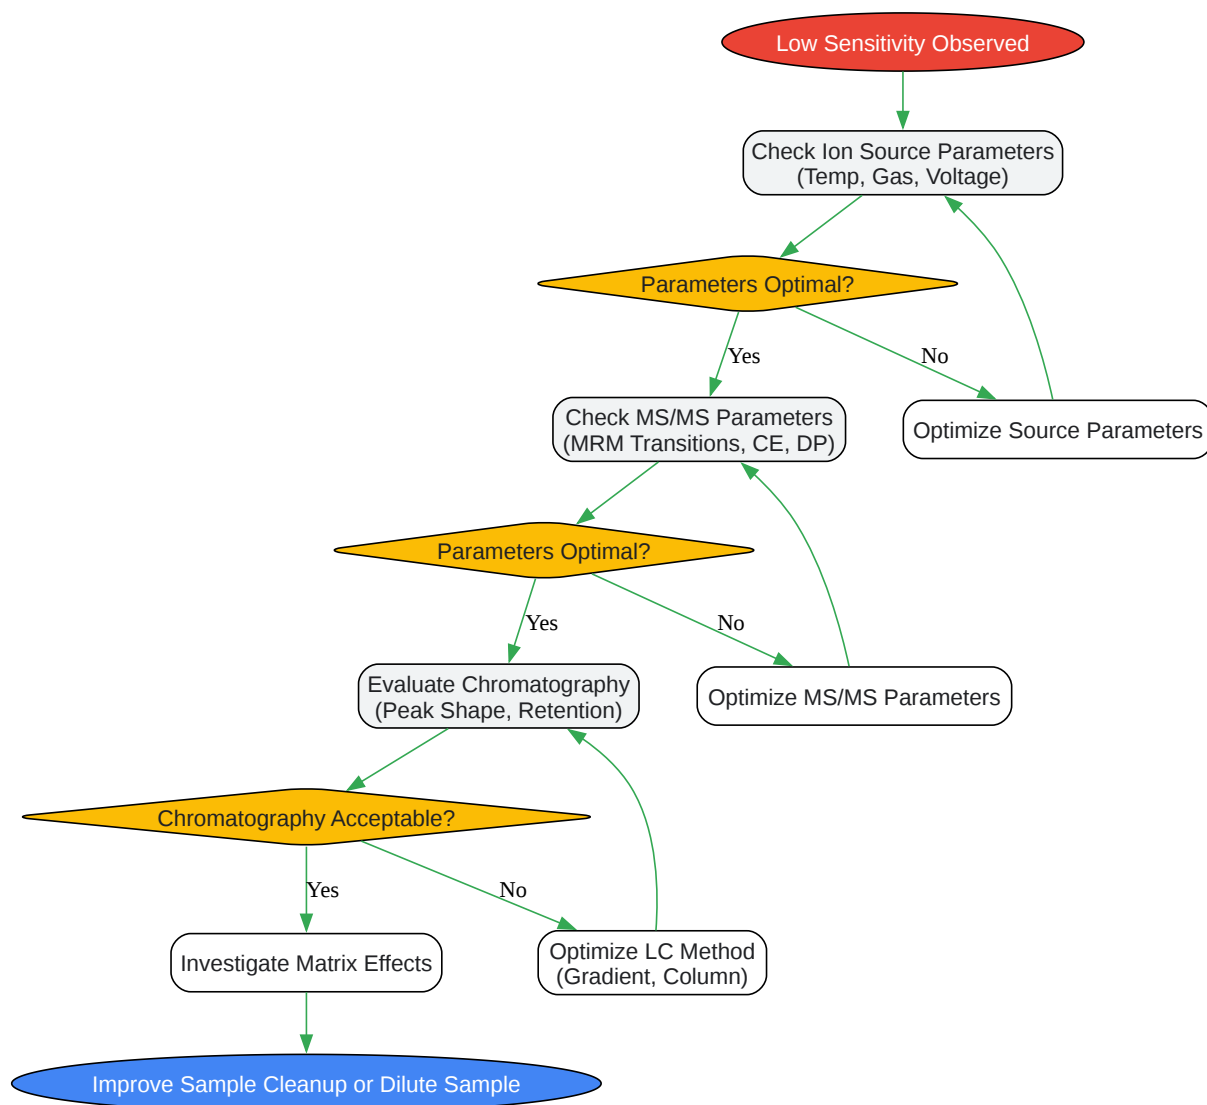 Low Sensitivity Observed
Check Ion Source Parameters
(Temp, Gas, Voltage)
Parameters Optimal?
Yes
No
Check MS/MS Parameters
(MRM Transitions, CE, DP)
Optimize Source Parameters
Parameters Optimal?
Yes
No
Evaluate Chromatography
(Peak Shape, Retention)
Optimize MS/MS Parameters
Chromatography Acceptable?
Yes
No
Investigate Matrix Effects
Optimize LC Method
(Gradient, Column)
Improve Sample Cleanup or Dilute Sample